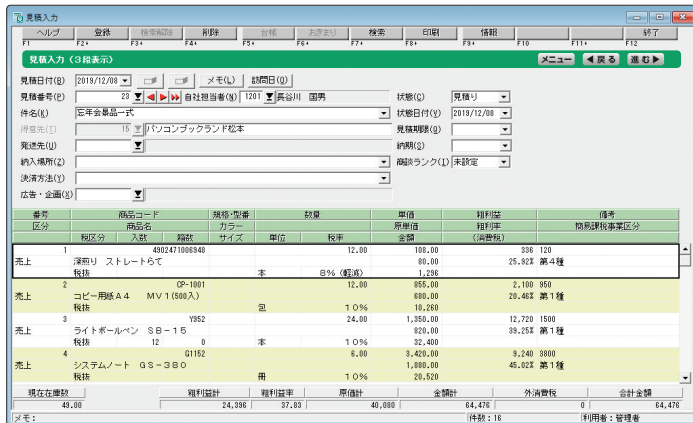 見積入力
ヘルプ 登録 検索解除 削除 台帳 おきまり 検索 印刷 情報 終了
F1 F2+ F3+ F4+ F5+ F6+ F7+ F8+ F9+ F10 F11+ F12
見積入力（3段表示） メニュー 戻る 進む
見積日付(B) 2019/12/08 メモ(L) 訪問日(O)
見積番号(P) 23 自社担当者(N) 1201 長谷川 国男 状態(C) 見積り
件名(K) 忘年会景品一式 状態日付(Y) 2019/12/08
得意先(T) 15 パソコンブックランド松本 見積期限(Q)
発送先(U) 納期(S)
納入場所(Z) 商談ランク(I) 未設定
決済方法(Y)
広告・企画(X)
番号 商品コード 規格・型番 数量 単価 粗利益 備考
区分 商品名 カラー 原単価 粗利率 簡易課税事業区分
税区分 入数 箱数 サイズ 単位 税率 金額 (消費税)
1 4902471006948 12.00 108.00 336 120
売上 深煎り ストレートらて 80.00 25.92% 第4種
税抜 本 8%（軽減） 1,296
2 CP-1001 12.00 855.00 2,100 950
売上 コピー用紙A4 MV1(500入) 680.00 20.46% 第1種
税抜 包 10% 10,260
3 Y952 24.00 1,350.00 12,720 1500
売上 ライトボールペン SB-15 820.00 39.25% 第1種
税抜 12 0 本 10% 32,400
4 G1152 6.00 3,420.00 9,240 3800
売上 システムノート GS-380 1,880.00 45.02% 第1種
税抜 冊 10% 20,520
現在在庫数 粗利益計 粗利益率 原価計 金額計 外消費税 合計金額
49.00 24,396 37.83 40,080 64,476 0 64,476
メモ: 件数:16 利用者:管理者